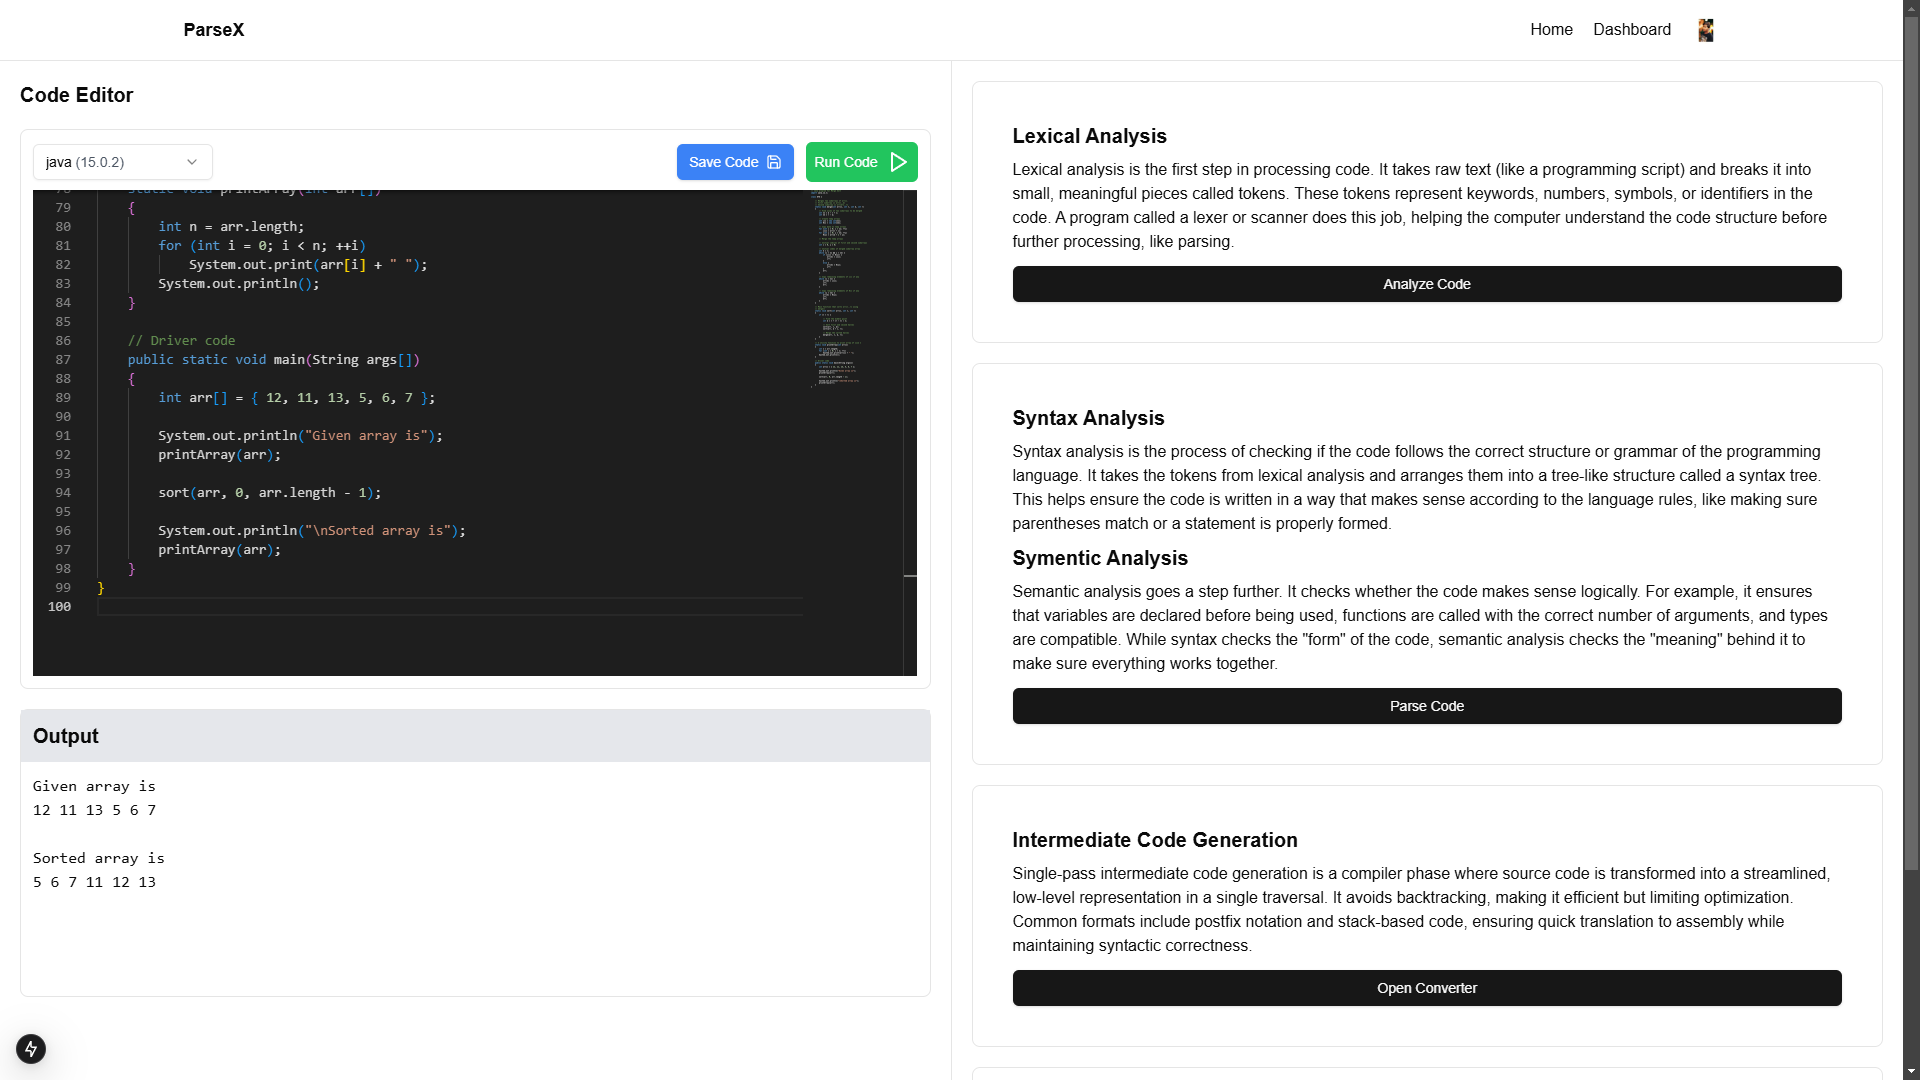 ParseX
Home
Dashboard
Code Editor
java (15.0.2)
Save Code
Run Code
78 static void printArray(int arr[])
79 {
80 int n = arr.length;
81 for (int i = 0; i < n; ++i)
82 System.out.print(arr[i] + " ");
83 System.out.println();
84 }
85
86 // Driver code
87 public static void main(String args[])
88 {
89 int arr[] = { 12, 11, 13, 5, 6, 7 };
90
91 System.out.println("Given array is");
92 printArray(arr);
93
94 sort(arr, 0, arr.length - 1);
95
96 System.out.println("\nSorted array is");
97 printArray(arr);
98 }
99 }
100
Output
Given array is
12 11 13 5 6 7
Sorted array is
5 6 7 11 12 13
Lexical Analysis
Lexical analysis is the first step in processing code. It takes raw text (like a programming script) and breaks it into
small, meaningful pieces called tokens. These tokens represent keywords, numbers, symbols, or identifiers in the
code. A program called a lexer or scanner does this job, helping the computer understand the code structure before
further processing, like parsing.
Analyze Code
Syntax Analysis
Syntax analysis is the process of checking if the code follows the correct structure or grammar of the programming
language. It takes the tokens from lexical analysis and arranges them into a tree-like structure called a syntax tree.
This helps ensure the code is written in a way that makes sense according to the language rules, like making sure
parentheses match or a statement is properly formed.
Symentic Analysis
Semantic analysis goes a step further. It checks whether the code makes sense logically. For example, it ensures
that variables are declared before being used, functions are called with the correct number of arguments, and types
are compatible. While syntax checks the "form" of the code, semantic analysis checks the "meaning" behind it to
make sure everything works together.
Parse Code
Intermediate Code Generation
Single-pass intermediate code generation is a compiler phase where source code is transformed into a streamlined,
low-level representation in a single traversal. It avoids backtracking, making it efficient but limiting optimization.
Common formats include postfix notation and stack-based code, ensuring quick translation to assembly while
maintaining syntactic correctness.
Open Converter